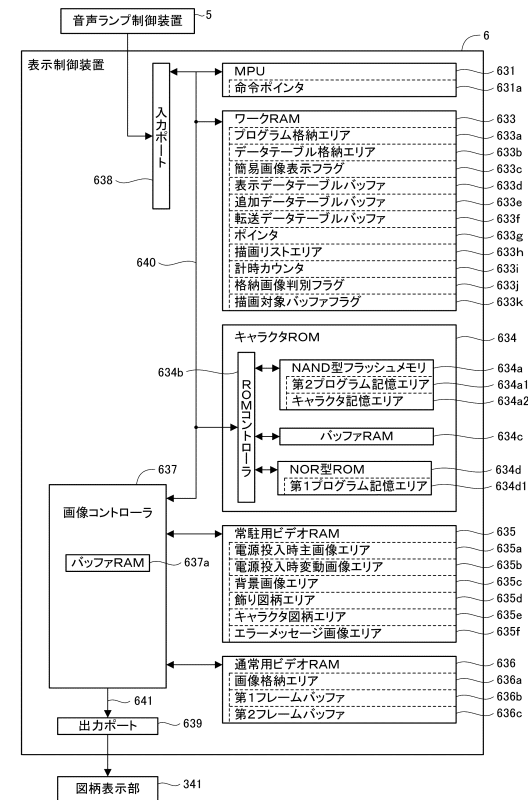 音声ランプ制御装置
5
6
表示制御装置
MPU
631
命令ポインタ
631a
入力ポート
638
ワークRAM
633
プログラム格納エリア
633a
データテーブル格納エリア
633b
簡易画像表示フラグ
633c
表示データテーブルバッファ
633d
追加データテーブルバッファ
633e
転送データテーブルバッファ
633f
ポインタ
633g
描画リストエリア
633h
計時カウンタ
633i
格納画像判別フラグ
633j
描画対象バッファフラグ
633k
640
キャラクタROM
634
634b
ROMコントローラ
NAND型フラッシュメモリ
634a
第2プログラム記憶エリア
634a1
キャラクタ記憶エリア
634a2
バッファRAM
634c
NOR型ROM
634d
第1プログラム記憶エリア
634d1
637
画像コントローラ
バッファRAM
637a
常駐用ビデオRAM
635
電源投入時主画像エリア
635a
電源投入時変動画像エリア
635b
背景画像エリア
635c
飾り図柄エリア
635d
キャラクタ図柄エリア
635e
エラーメッセージ画像エリア
635f
通常用ビデオRAM
636
画像格納エリア
636a
第1フレームバッファ
636b
第2フレームバッファ
636c
641
出力ポート
639
図柄表示部
341